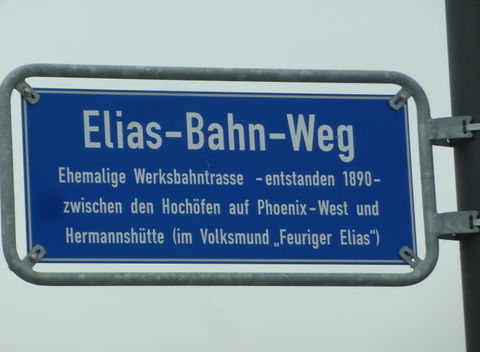 Elias-Bahn-Weg
Ehemalige Werksbahntrasse -entstanden 1890-
zwischen den Hochöfen auf Phoenix-West und
Hermannshütte (im Volksmund „Feuriger Elias")